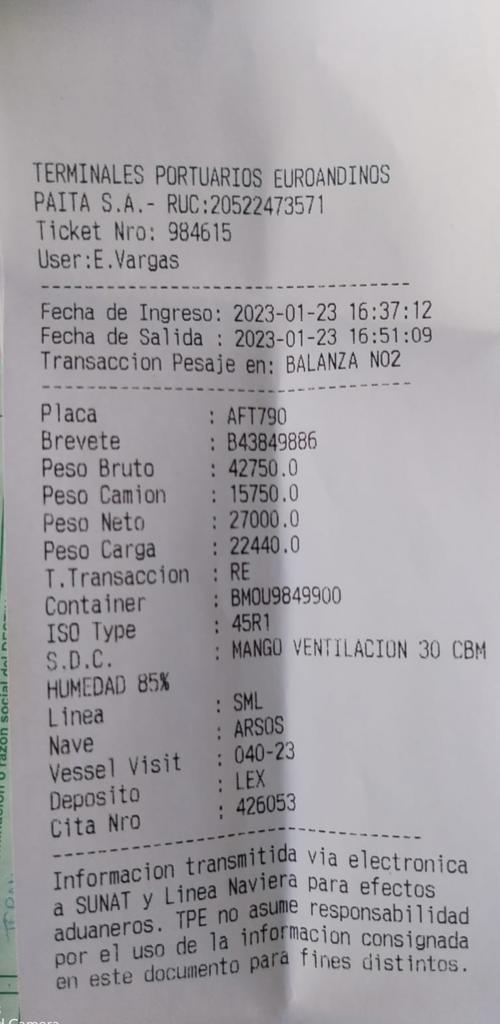 TERMINALES PORTUARIOS EUROANDINOS
PAITA S.A.- RUC:20522473571
Ticket Nro: 984615
User:E.Vargas
Fecha de Ingreso: 2023-01-23 16:37:12
Fecha de Salida : 2023-01-23 16:51:09
Transaccion Pesaje en: BALANZA NO2
Placa : AFT790
Brevete : B43849886
Peso Bruto : 42750.0
Peso Camion : 15750.0
Peso Neto : 27000.0
Peso Carga : 22440.0
T.Transaccion : RE
Container : BMOU9849900
ISO Type : 45R1
S.D.C. : MANGO VENTILACION 30 CBM
HUMEDAD 85%
Linea : SML
Nave : ARSOS
Vessel Visit : 040-23
Deposito : LEX
Cita Nro : 426053
Informacion transmitida via electronica
a SUNAT y Linea Naviera para efectos
aduaneros. TPE no asume responsabilidad
por el uso de la informacion consignada
en este documento para fines distintos.
razón social del
Camera